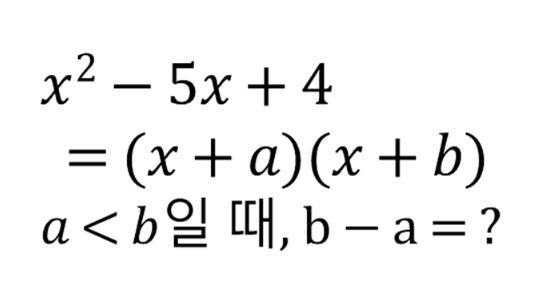 x² − 5x + 4
= (x + a)(x + b)
a < b일 때, b − a = ?